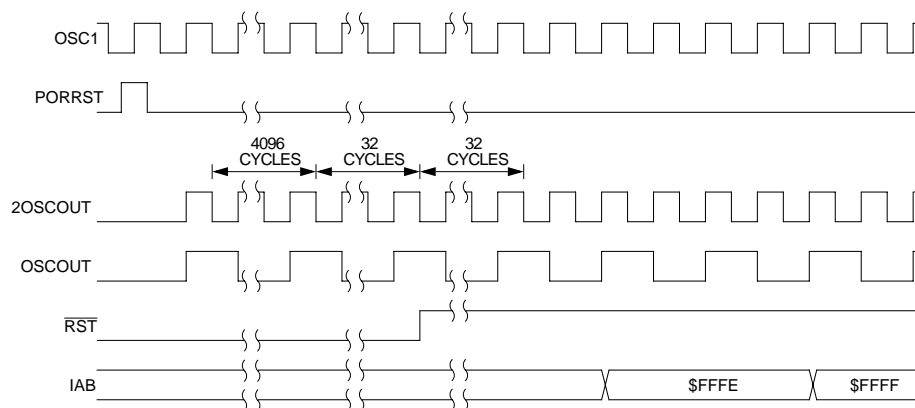 OSC1
PORRST
4096
CYCLES
32
CYCLES
32
CYCLES
2OSCOUT
OSCOUT
RST
IAB
$FFFE
$FFFF